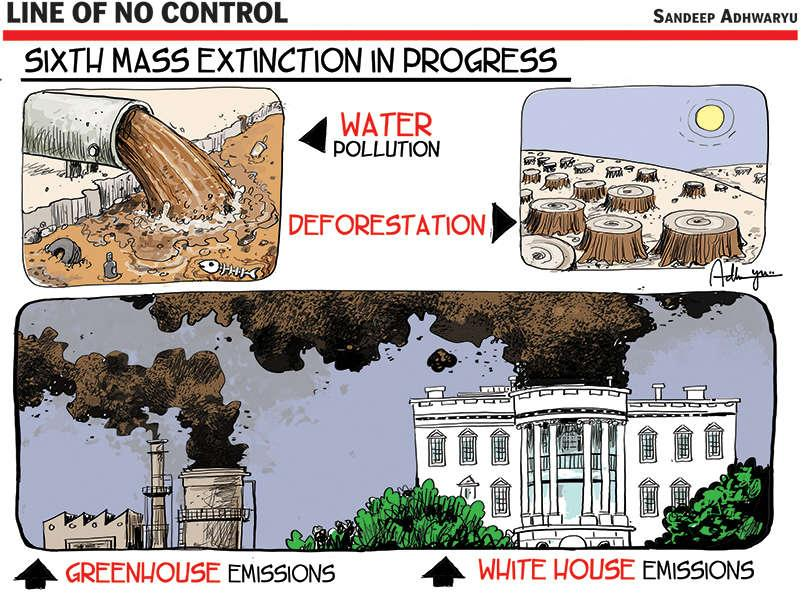 LINE OF NO CONTROL
SANDEEP ADHWARYU
SIXTH MASS EXTINCTION IN PROGRESS
WATER
POLLUTION
DEFORESTATION
GREENHOUSE EMISSIONS
WHITE HOUSE EMISSIONS